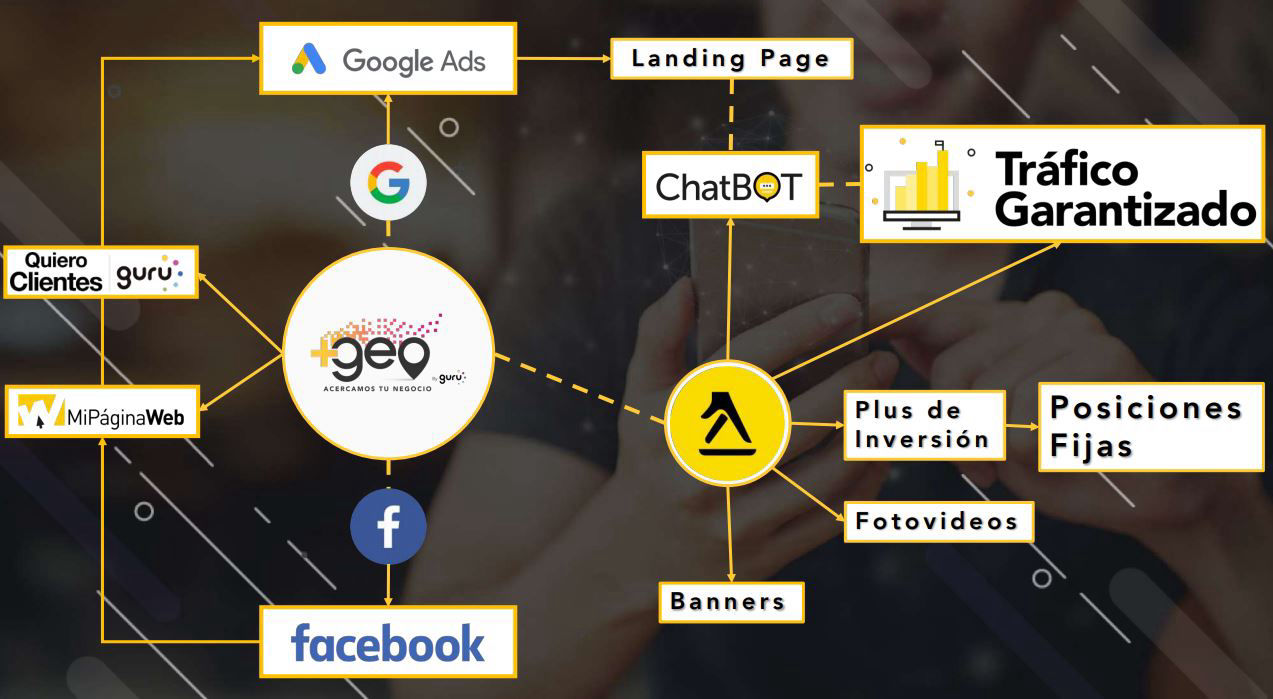 Google Ads
Landing Page
ChatBOT
Tráfico
Garantizado
G
Quiero
Clientes
guru
+geo
ACERCAMOS TU NEGOCIO
By guru
MiPáginaWeb
Plus de
Inversión
Posiciones
Fijas
Fotovideos
f
Banners
facebook